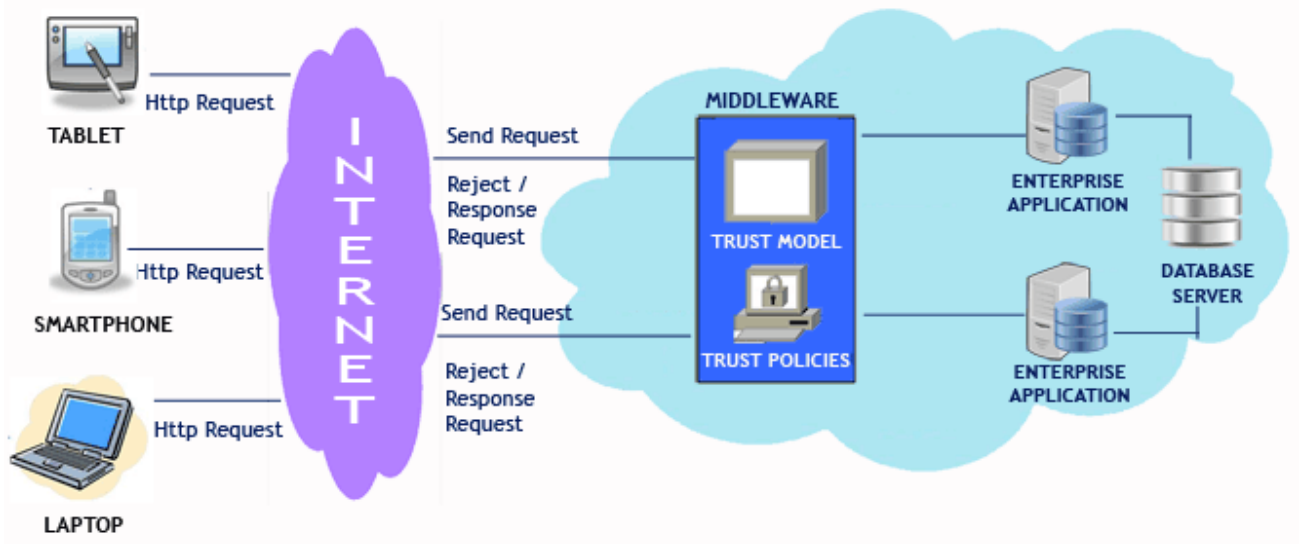 TABLET
Http Request
SMARTPHONE
Http Request
LAPTOP
Http Request
INTERNET
Send Request
Reject /
Response
Request
Send Request
Reject /
Response
Request
MIDDLEWARE
TRUST MODEL
TRUST POLICIES
ENTERPRISE
APPLICATION
ENTERPRISE
APPLICATION
DATABASE
SERVER